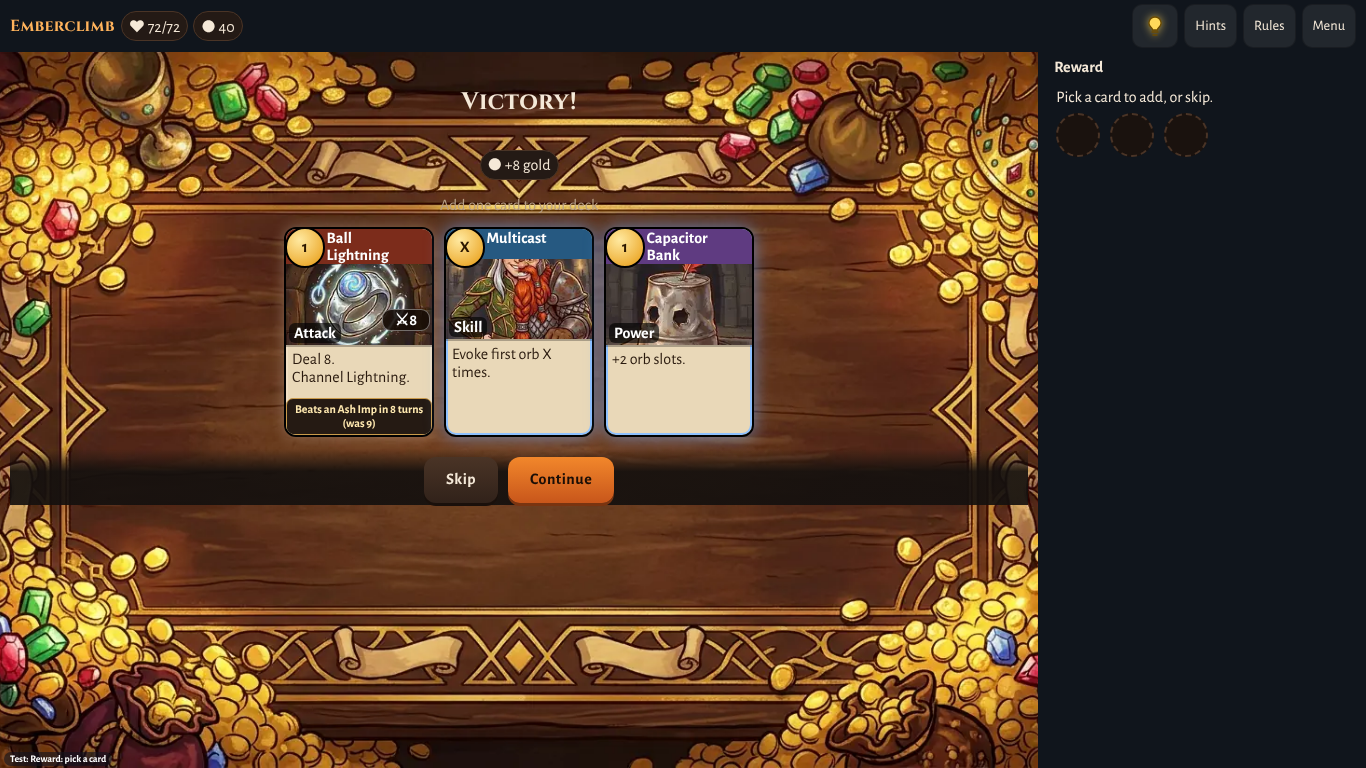 Emberclimb
72/72
40
Hints
Rules
Menu
Victory!
+8 gold
Add one card to your deck
1
Ball
Lightning
8
Attack
Deal 8.
Channel Lightning.
Beats an Ash Imp in 8 turns
(was 9)
X
Multicast
Skill
Evoke first orb X
times.
1
Capacitor
Bank
Power
+2 orb slots.
Skip
Continue
Reward
Pick a card to add, or skip.
Test: Reward: pick a card